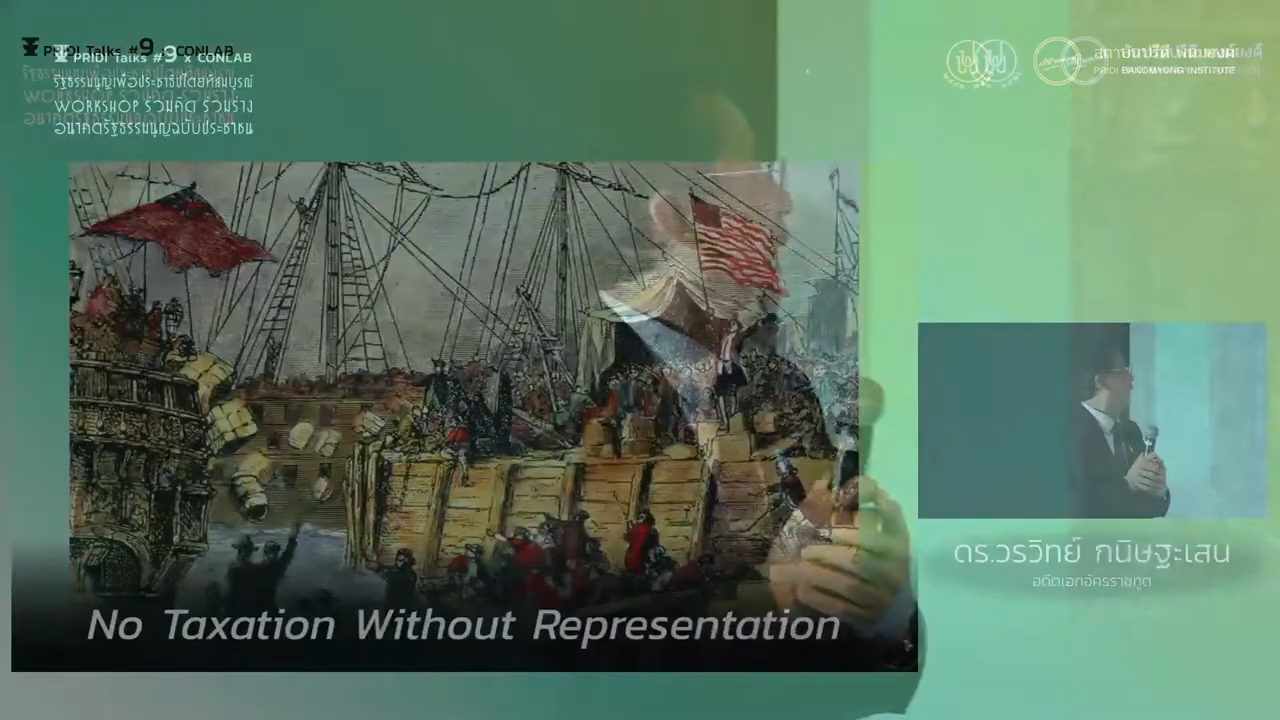 PRIDI Talks #9 x CONLAB
รัฐธรรมนูญเพื่อประชาธิปไตยที่สมบูรณ์
WORKSHOP ร่วมคิด ร่วมร่าง
อนาคตรัฐธรรมนูญฉบับประชาชน
สถาบันปรีดี พนมยงค์
PRIDI BANOMYONG INSTITUTE
No Taxation Without Representation
ดร.วรวิทย์ กนิษฐะเสน
อดีตเอกอัครราชทูต